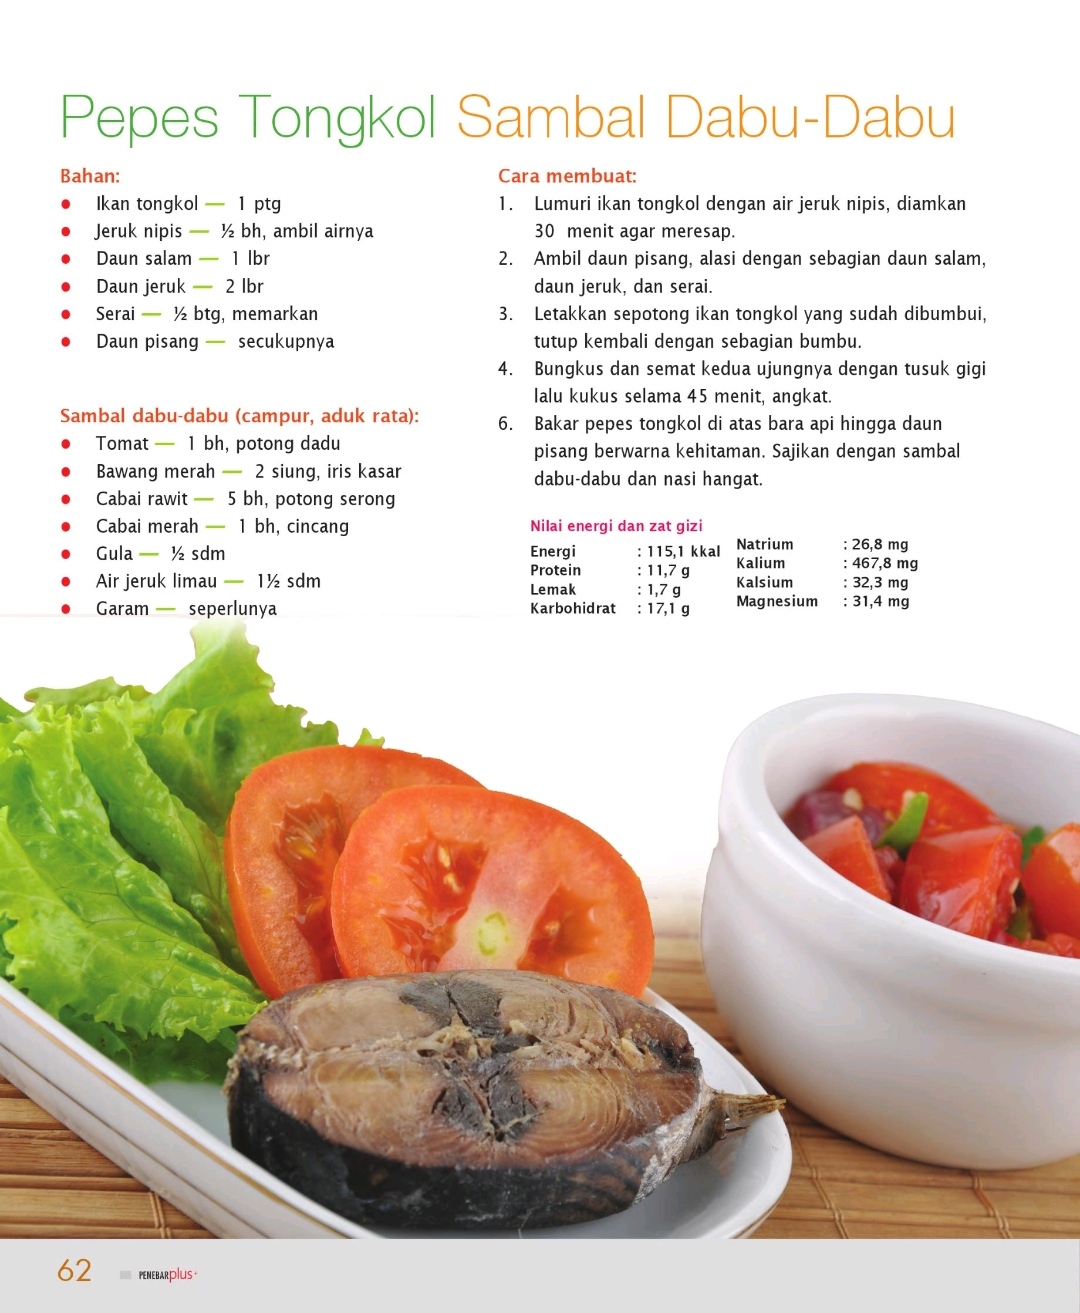 Pepes Tongkol Sambal Dabu-Dabu
Bahan:
• Ikan tongkol — 1 ptg
• Jeruk nipis — ½ bh, ambil airnya
• Daun salam — 1 lbr
• Daun jeruk — 2 lbr
• Serai — ½ btg, memarkan
• Daun pisang — secukupnya
Sambal dabu-dabu (campur, aduk rata):
• Tomat — 1 bh, potong dadu
• Bawang merah — 2 siung, iris kasar
• Cabai rawit — 5 bh, potong serong
• Cabai merah — 1 bh, cincang
• Gula — ½ sdm
• Air jeruk limau — 1½ sdm
• Garam — seperlunya
Cara membuat:
1. Lumuri ikan tongkol dengan air jeruk nipis, diamkan
30 menit agar meresap.
2. Ambil daun pisang, alasi dengan sebagian daun salam,
daun jeruk, dan serai.
3. Letakkan sepotong ikan tongkol yang sudah dibumbui,
tutup kembali dengan sebagian bumbu.
4. Bungkus dan semat kedua ujungnya dengan tusuk gigi
lalu kukus selama 45 menit, angkat.
6. Bakar pepes tongkol di atas bara api hingga daun
pisang berwarna kehitaman. Sajikan dengan sambal
dabu-dabu dan nasi hangat.
Nilai energi dan zat gizi
Energi : 115,1 kkal
Protein : 11,7 g
Lemak : 1,7 g
Karbohidrat : 17,1 g
Natrium : 26,8 mg
Kalium : 467,8 mg
Kalsium : 32,3 mg
Magnesium : 31,4 mg
62
PENEBARplus+